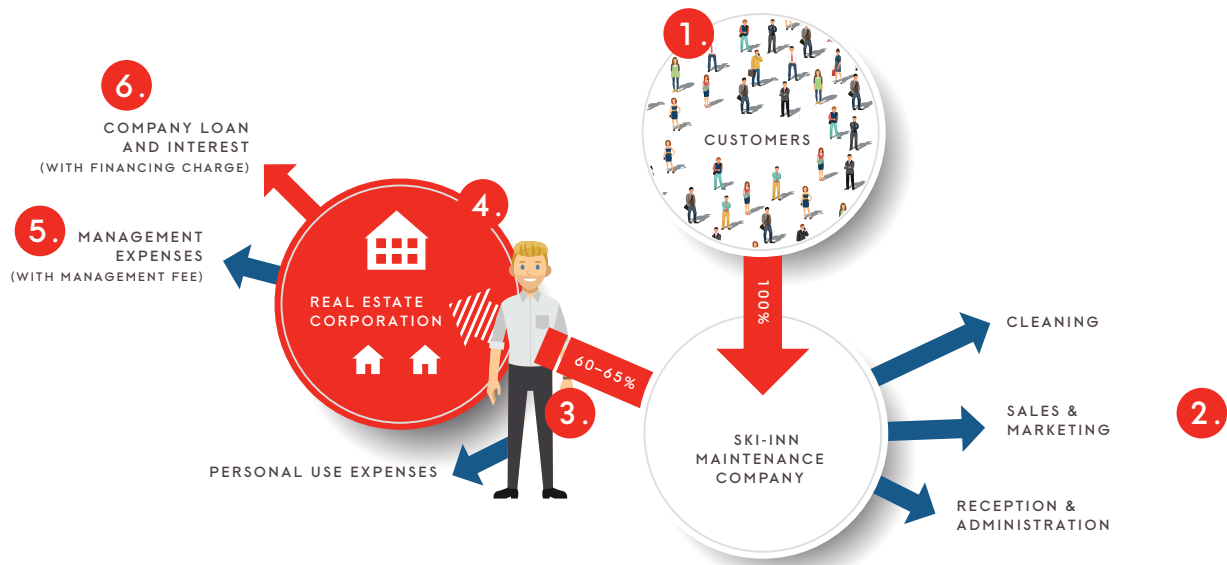 1.
CUSTOMERS
100%
SKI-INN
MAINTENANCE
COMPANY
2.
CLEANING
SALES &
MARKETING
RECEPTION &
ADMINISTRATION
60–65%
3.
PERSONAL USE EXPENSES
4.
REAL ESTATE
CORPORATION
5.
MANAGEMENT
EXPENSES
(WITH MANAGEMENT FEE)
6.
COMPANY LOAN
AND INTEREST
(WITH FINANCING CHARGE)